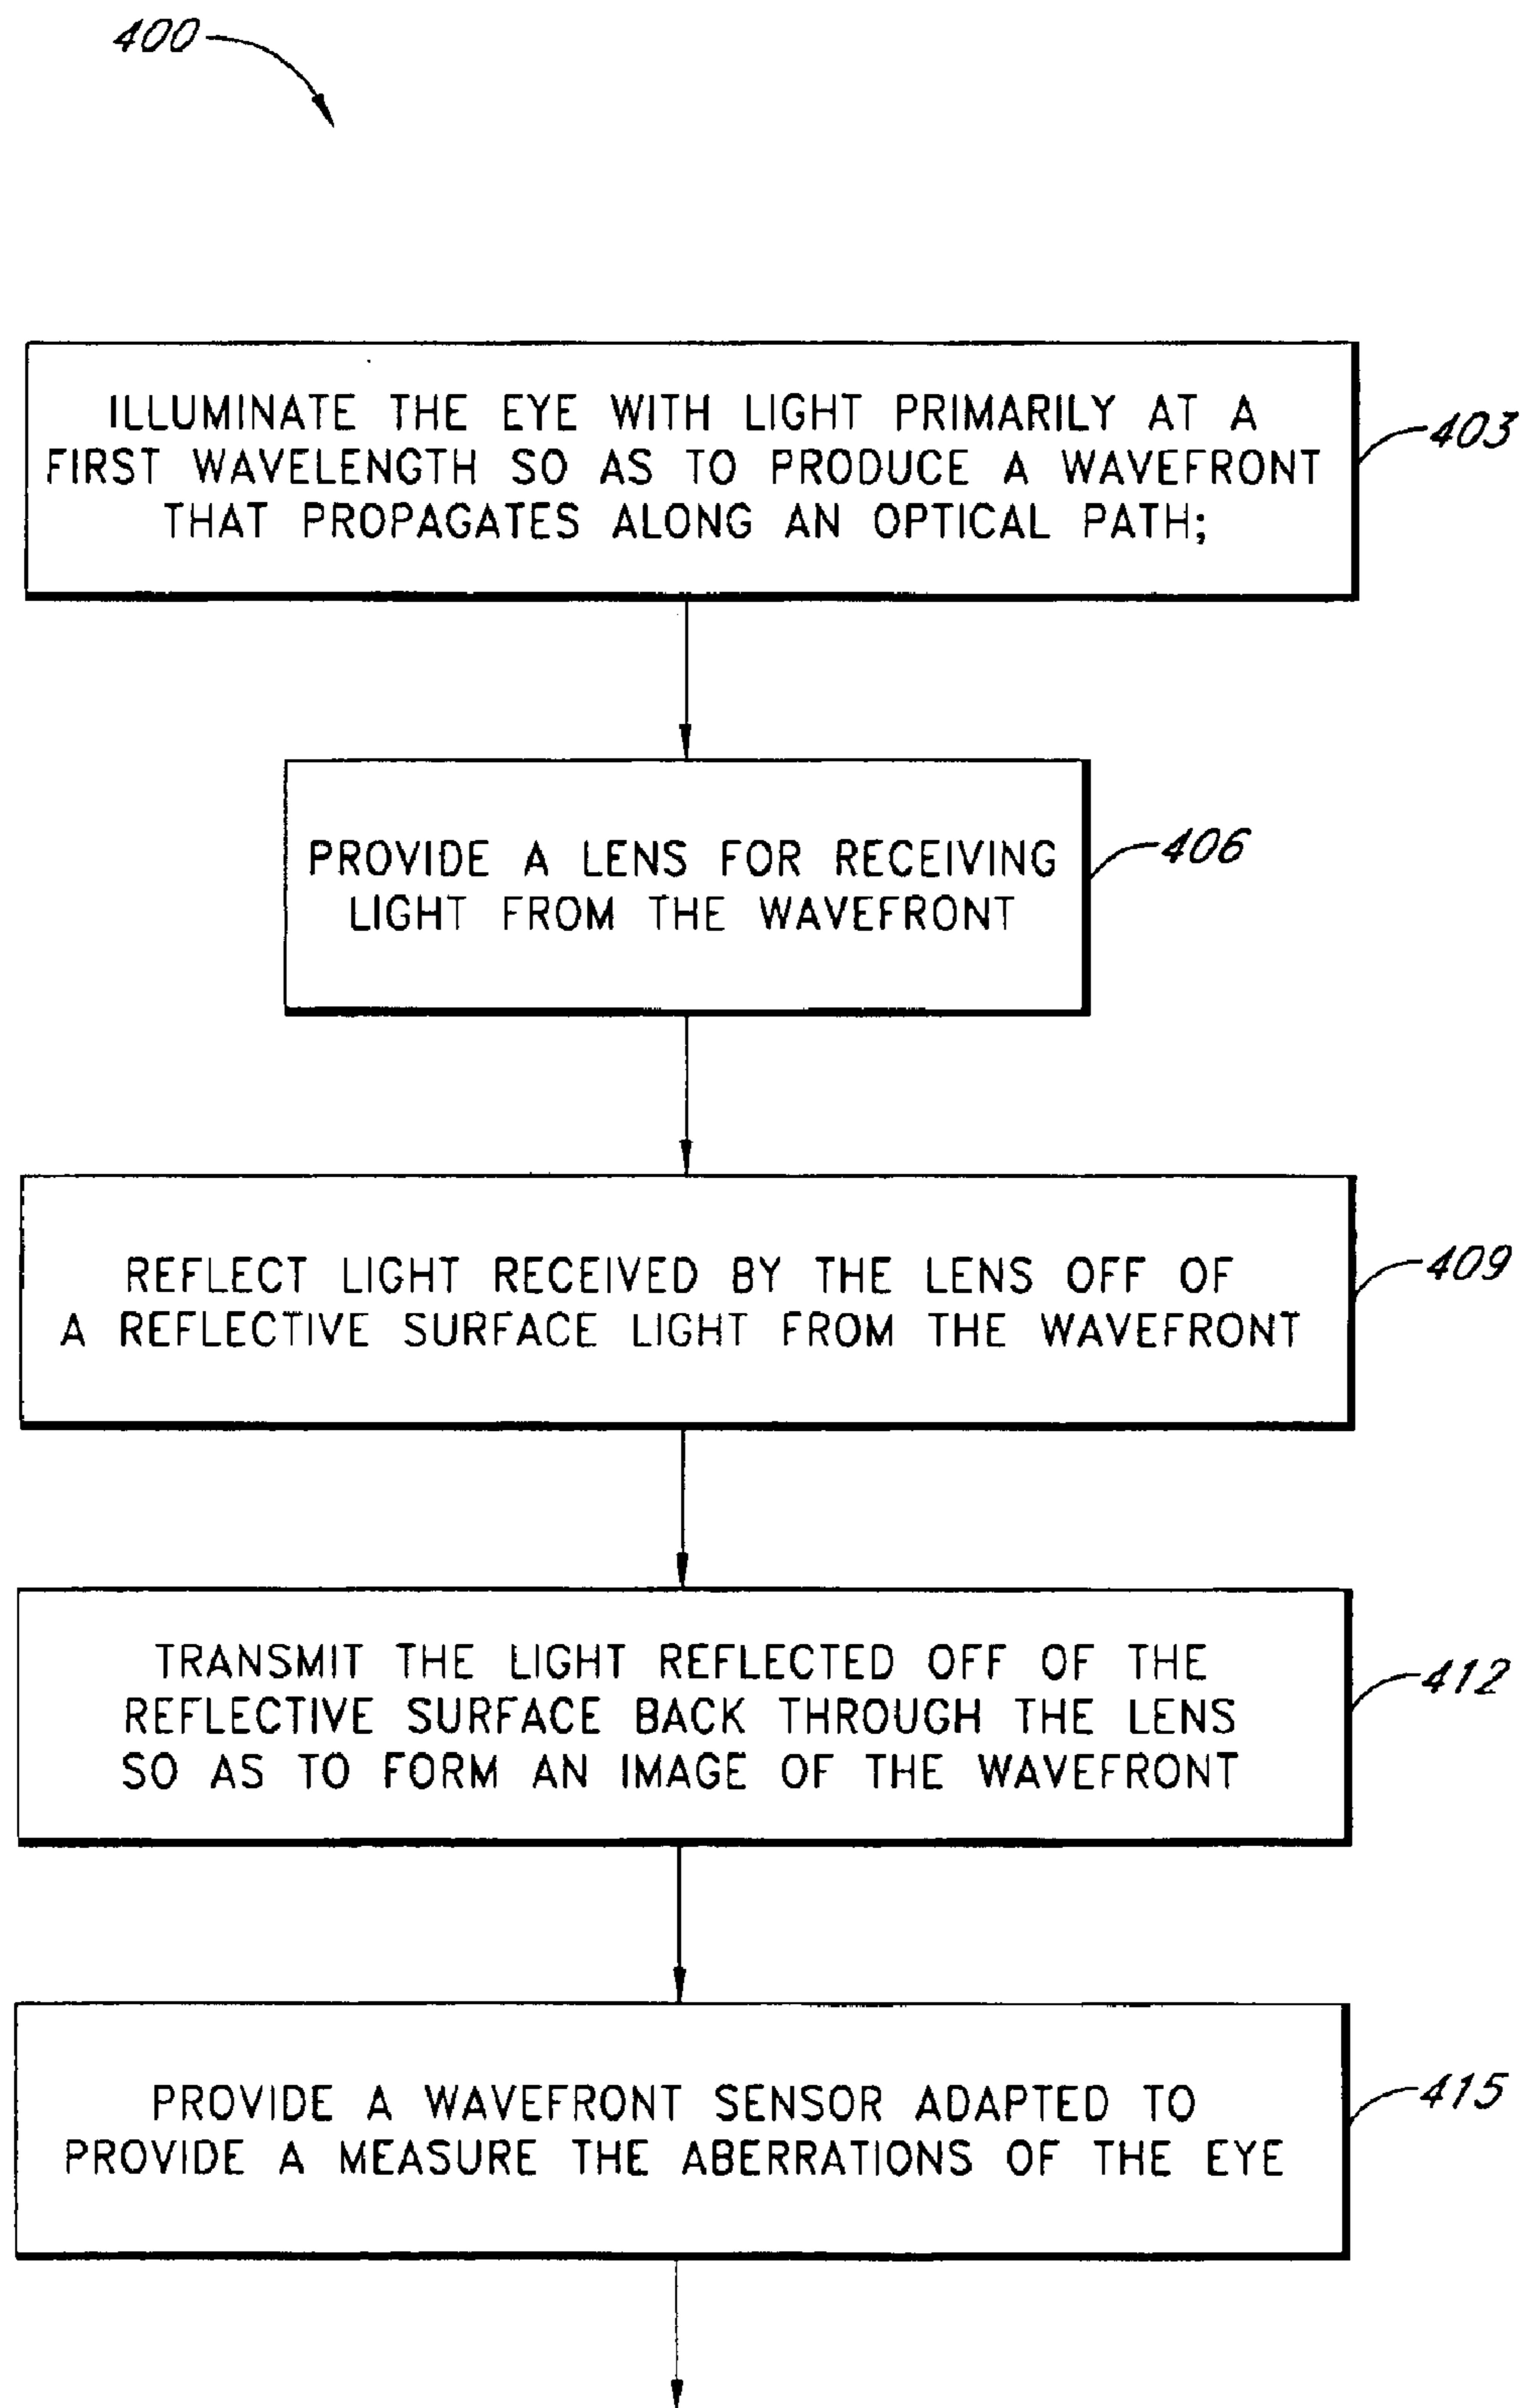 400
ILLUMINATE THE EYE WITH LIGHT PRIMARILY AT A
FIRST WAVELENGTH SO AS TO PRODUCE A WAVEFRONT
THAT PROPAGATES ALONG AN OPTICAL PATH;
403
PROVIDE A LENS FOR RECEIVING
LIGHT FROM THE WAVEFRONT
406
REFLECT LIGHT RECEIVED BY THE LENS OFF OF
A REFLECTIVE SURFACE LIGHT FROM THE WAVEFRONT
409
TRANSMIT THE LIGHT REFLECTED OFF OF THE
REFLECTIVE SURFACE BACK THROUGH THE LENS
SO AS TO FORM AN IMAGE OF THE WAVEFRONT
412
PROVIDE A WAVEFRONT SENSOR ADAPTED TO
PROVIDE A MEASURE THE ABERRATIONS OF THE EYE
415